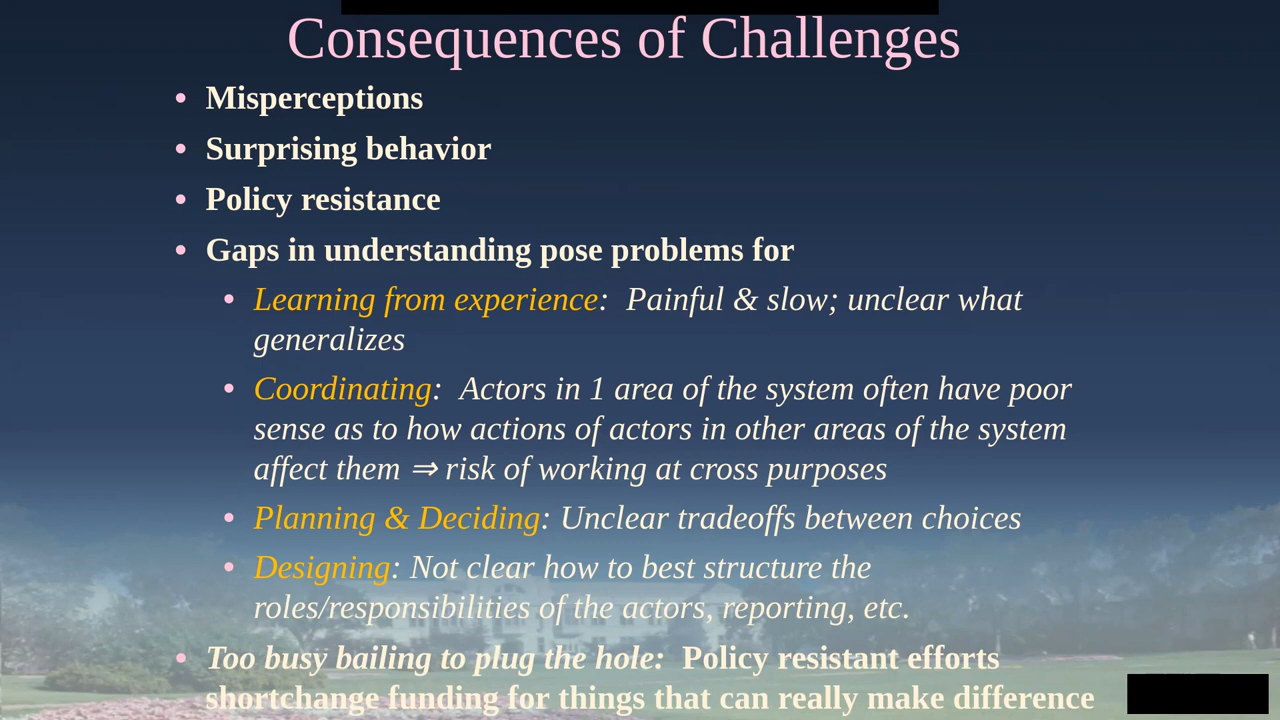 Consequences of Challenges
• Misperceptions
• Surprising behavior
• Policy resistance
• Gaps in understanding pose problems for
• Learning from experience:  Painful & slow; unclear what
generalizes
• Coordinating:  Actors in 1 area of the system often have poor
sense as to how actions of actors in other areas of the system
affect them ⇒ risk of working at cross purposes
• Planning & Deciding: Unclear tradeoffs between choices
• Designing: Not clear how to best structure the
roles/responsibilities of the actors, reporting, etc.
• Too busy bailing to plug the hole:  Policy resistant efforts
shortchange funding for things that can really make difference